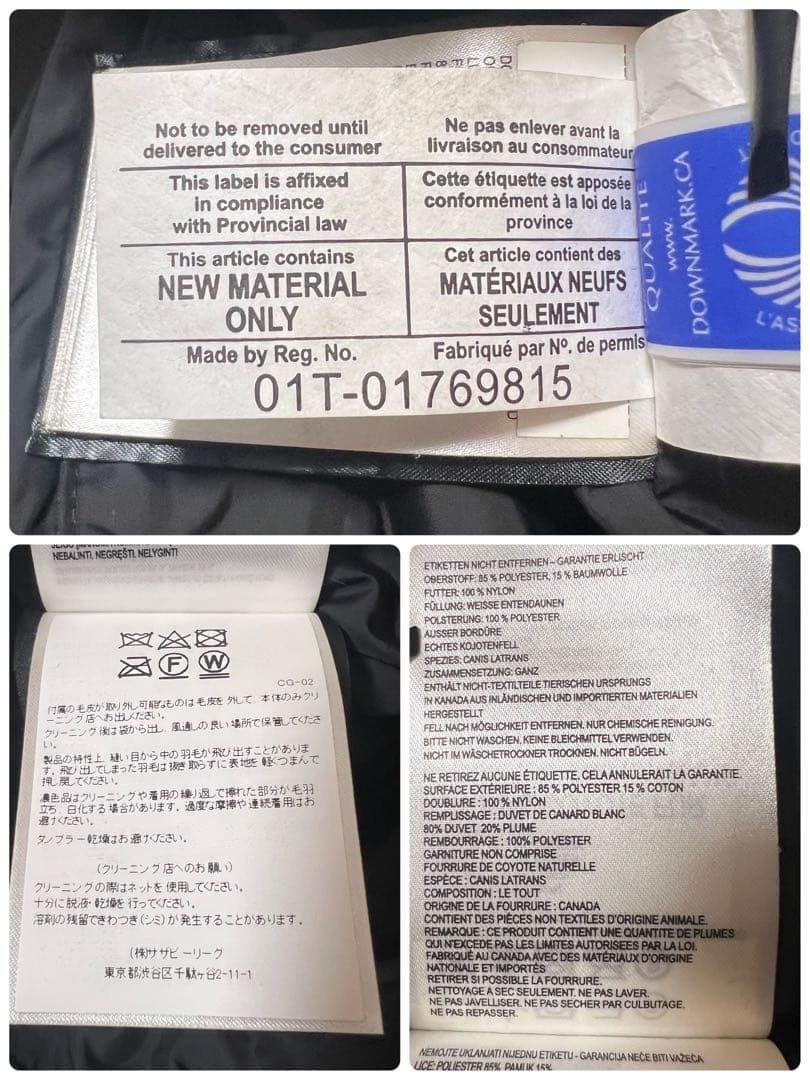 Not to be removed until
delivered to the consumer
Ne pas enlever avant la
livraison au consommateur
This label is affixed
in compliance
with Provincial law
Cette étiquette est apposée
conformément à la loi de la
province
This article contains
NEW MATERIAL
ONLY
Cet article contient des
MATÉRIAUX NEUFS
SEULEMENT
Made by Reg. No.
Fabriqué par Nº. de permis
01T-01769815
QUALITÉ
www.
DOWNMARK.CA
L'AS
NEBALINTI. NEGRĘŠTI. NELYGINTI
F W
CG-02
付属の毛皮が取り外し可能なものは毛皮を外して、本体のみクリ
ーニング店へお出しください。
クリーニング後は袋から出し、風通しの良い場所で保管してくださ
い。
製品の特性上、縫い目から中の羽毛が飛び出すことがありま
す。飛び出してしまった羽毛は抜き取らずに表地を軽くつまんで
押し戻してください。
濃色品はクリーニングや着用の繰り返しで擦れた部分が毛羽
立ち、白化する場合があります。過度な摩擦や連続着用はお
避けください。
タンブラー乾燥はお避けください。
(クリーニング店へのお願い)
クリーニングの際はネットを使用してください。
十分に脱液・乾燥を行ってください。
溶剤の残留できわつき(シミ)が発生することがあります。
(株)サザビーリーグ
東京都渋谷区千駄ヶ谷2-11-1
ETIKETTEN NICHT ENTFERNEN – GARANTIE ERLISCHT
OBERSTOFF: 85 % POLYESTER, 15 % BAUMWOLLE
FUTTER: 100 % NYLON
FÜLLUNG: WEISSE ENTENDAUNEN
POLSTERUNG: 100 % POLYESTER
AUSSER BORDÜRE
ECHTES KOJOTENFELL
SPEZIES: CANIS LATRANS
ZUSAMMENSETZUNG: GANZ
ENTHÄLT NICHT-TEXTILTEILE TIERISCHEN URSPRUNGS
IN KANADA AUS INLÄNDISCHEN UND IMPORTIERTEN MATERIALIEN
HERGESTELLT
FELL NACH MÖGLICHKEIT ENTFERNEN. NUR CHEMISCHE REINIGUNG.
BITTE NICHT WASCHEN, KEINE BLEICHMITTEL VERWENDEN.
NICHT IM WÄSCHETROCKNER TROCKNEN. NICHT BÜGELN.
NE RETIREZ AUCUNE ÉTIQUETTE, CELA ANNULERAIT LA GARANTIE.
SURFACE EXTÉRIEURE : 85 % POLYESTER 15 % COTON
DOUBLURE : 100 % NYLON
REMPLISSAGE : DUVET DE CANARD BLANC
80% DUVET 20% PLUME
REMBOURRAGE : 100% POLYESTER
GARNITURE NON COMPRISE
FOURRURE DE COYOTE NATURELLE
ESPÈCE : CANIS LATRANS
COMPOSITION : LE TOUT
ORIGINE DE LA FOURRURE : CANADA
CONTIENT DES PIÈCES NON TEXTILES D'ORIGINE ANIMALE.
REMARQUE : CE PRODUIT CONTIENT UNE QUANTITE DE PLUMES
QUI N'EXCEDE PAS LES LIMITES AUTORISEES PAR LA LOI.
FABRIQUÉ AU CANADA AVEC DES MATÉRIAUX D'ORIGINE
NATIONALE ET IMPORTÉS
RETIRER SI POSSIBLE LA FOURRURE.
NETTOYAGE A SEC SEULEMENT. NE PAS LAVER.
NE PAS JAVELLISER. NE PAS SECHER PAR CULBUTAGE.
NE PAS REPASSER.
NEMOJTE UKLANJATI NIJEDNU ETIKETU - GARANCIJA NEĆE BITI VAŽEĆA
LICE: POLIESTER 85%, PAMUK 15%